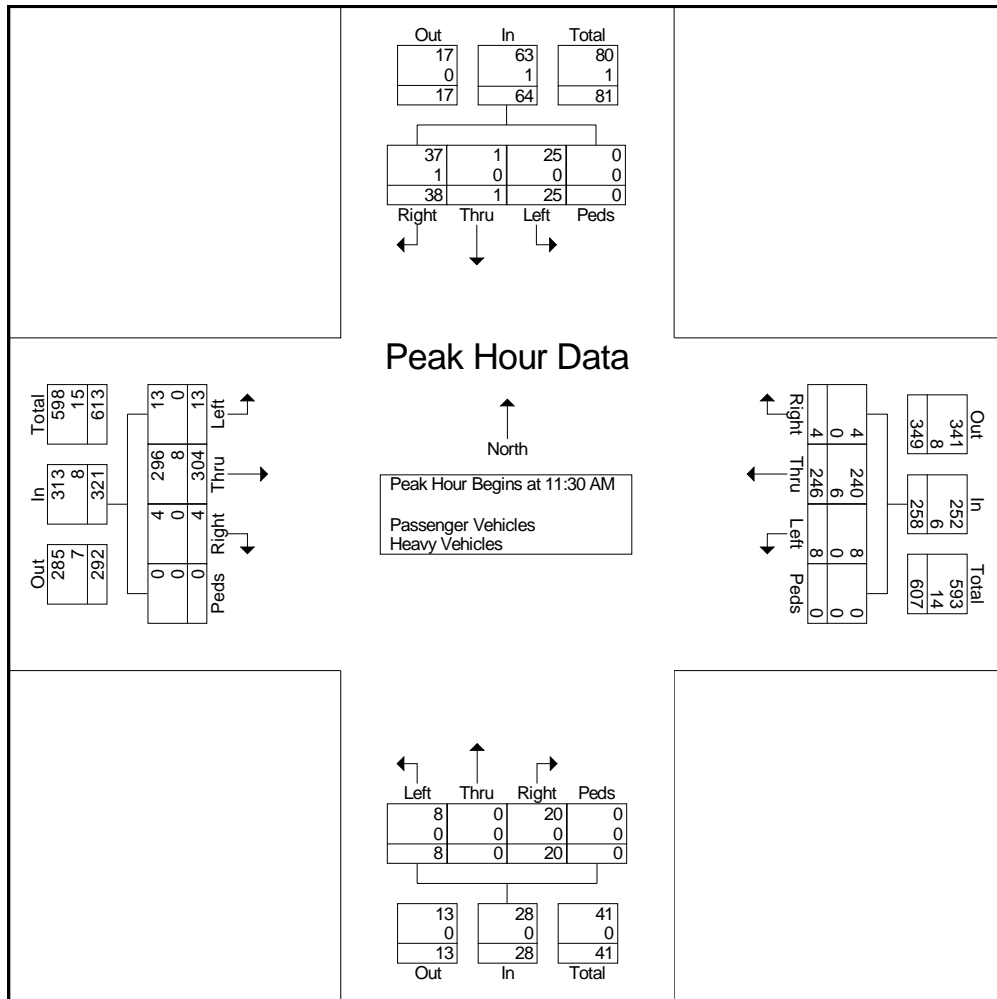 Out In Total
17 63 80
0 1 1
17 64 81
37 1 25 0
1 0 0 0
38 1 25 0
Right Thru Left Peds
Peak Hour Data
North
Peak Hour Begins at 11:30 AM
Passenger Vehicles
Heavy Vehicles
Total In Out
598 313 285
15 8 7
613 321 292
13 296 4 0
0 8 0 0
13 304 4 0
Left Thru Right Peds
Out In Total
341 252 593
8 6 14
349 258 607
4 240 8 0
0 6 0 0
4 246 8 0
Right Thru Left Peds
Left Thru Right Peds
8 0 20 0
0 0 0 0
8 0 20 0
13 28 41
0 0 0
13 28 41
Out In Total